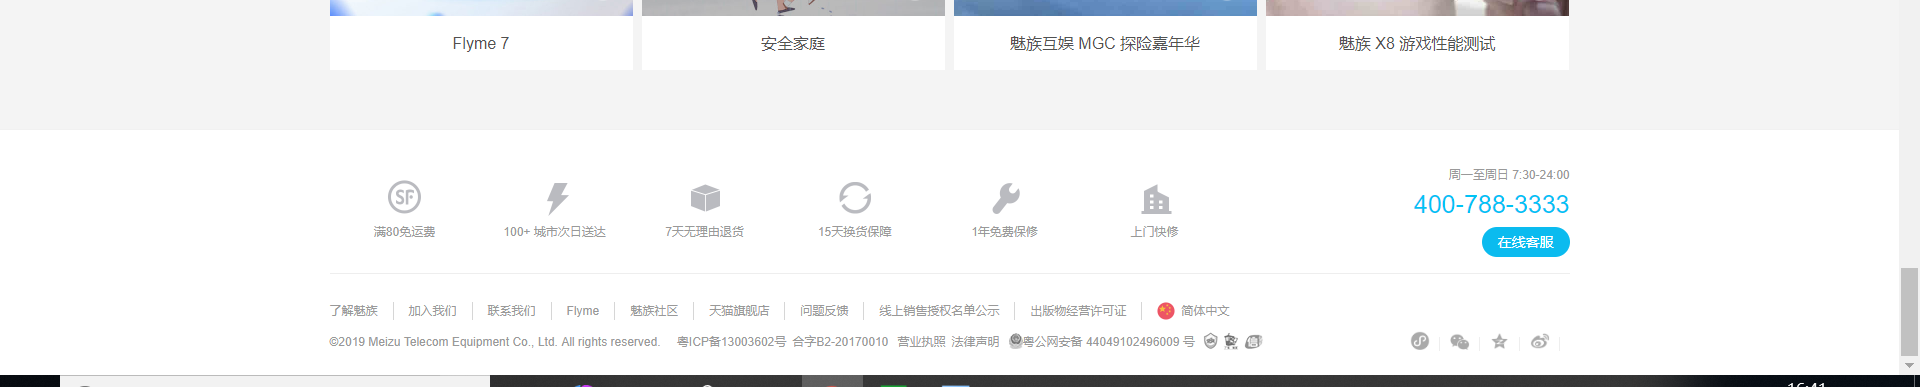 Flyme 7
安全家庭
魅族互娱 MGC 探险嘉年华
魅族 X8 游戏性能测试
周一至周日 7:30-24:00
400-788-3333
在线客服
SF
满80免运费
100+ 城市次日送达
7天无理由退货
15天换货保障
1年免费保修
上门快修
了解魅族 加入我们 联系我们 Flyme 魅族社区 天猫旗舰店 问题反馈 线上销售授权名单公示 出版物经营许可证 简体中文
©2019 Meizu Telecom Equipment Co., Ltd. All rights reserved. 粤ICP备13003602号 合字B2-20170010 营业执照 法律声明 粤公网安备 44049102496009 号